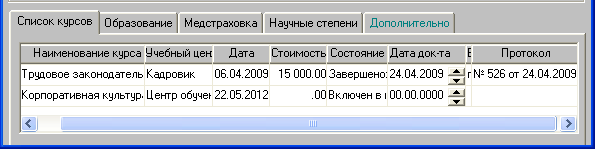 Список курсов Образование Медстраховка Научные степени Дополнительно
Наименование курса Учебный цен Дата Стоимость Состояние Дата док-та Протокол
Трудовое законодатель Кадровик 06.04.2009 15 000.00 Завершено: 24.04.2009 № 526 от 24.04.2009
Корпоративная культур Центр обучен 22.05.2012 .00 Включен в 00.00.0000